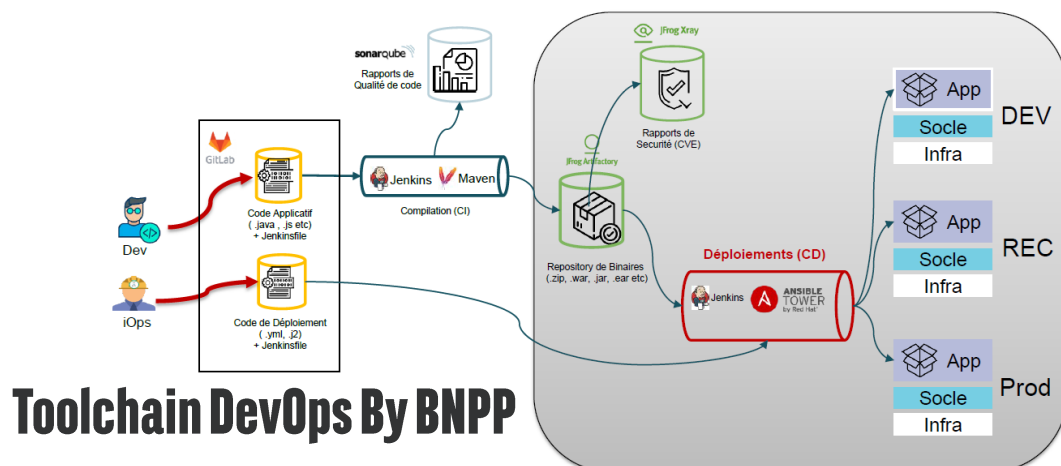 sonarqube
Rapports de
Qualité de code
JFrog Xray
Rapports de
Securité (CVE)
GitLab
Code Applicatif
( .java , .js etc)
+ Jenkinsfile
Dev
Jenkins
Maven
Compilation (CI)
JFrog Artifactory
Repository de Binaires
(.zip, .war, .jar, .ear etc)
iOps
Code de Déploiement
( .yml, .j2)
+ Jenkinsfile
Déploiements (CD)
Jenkins
A
ANSIBLE
TOWER
by Red Hat
App
Socle
Infra
DEV
App
Socle
Infra
REC
App
Socle
Infra
Prod
Toolchain DevOps By BNPP